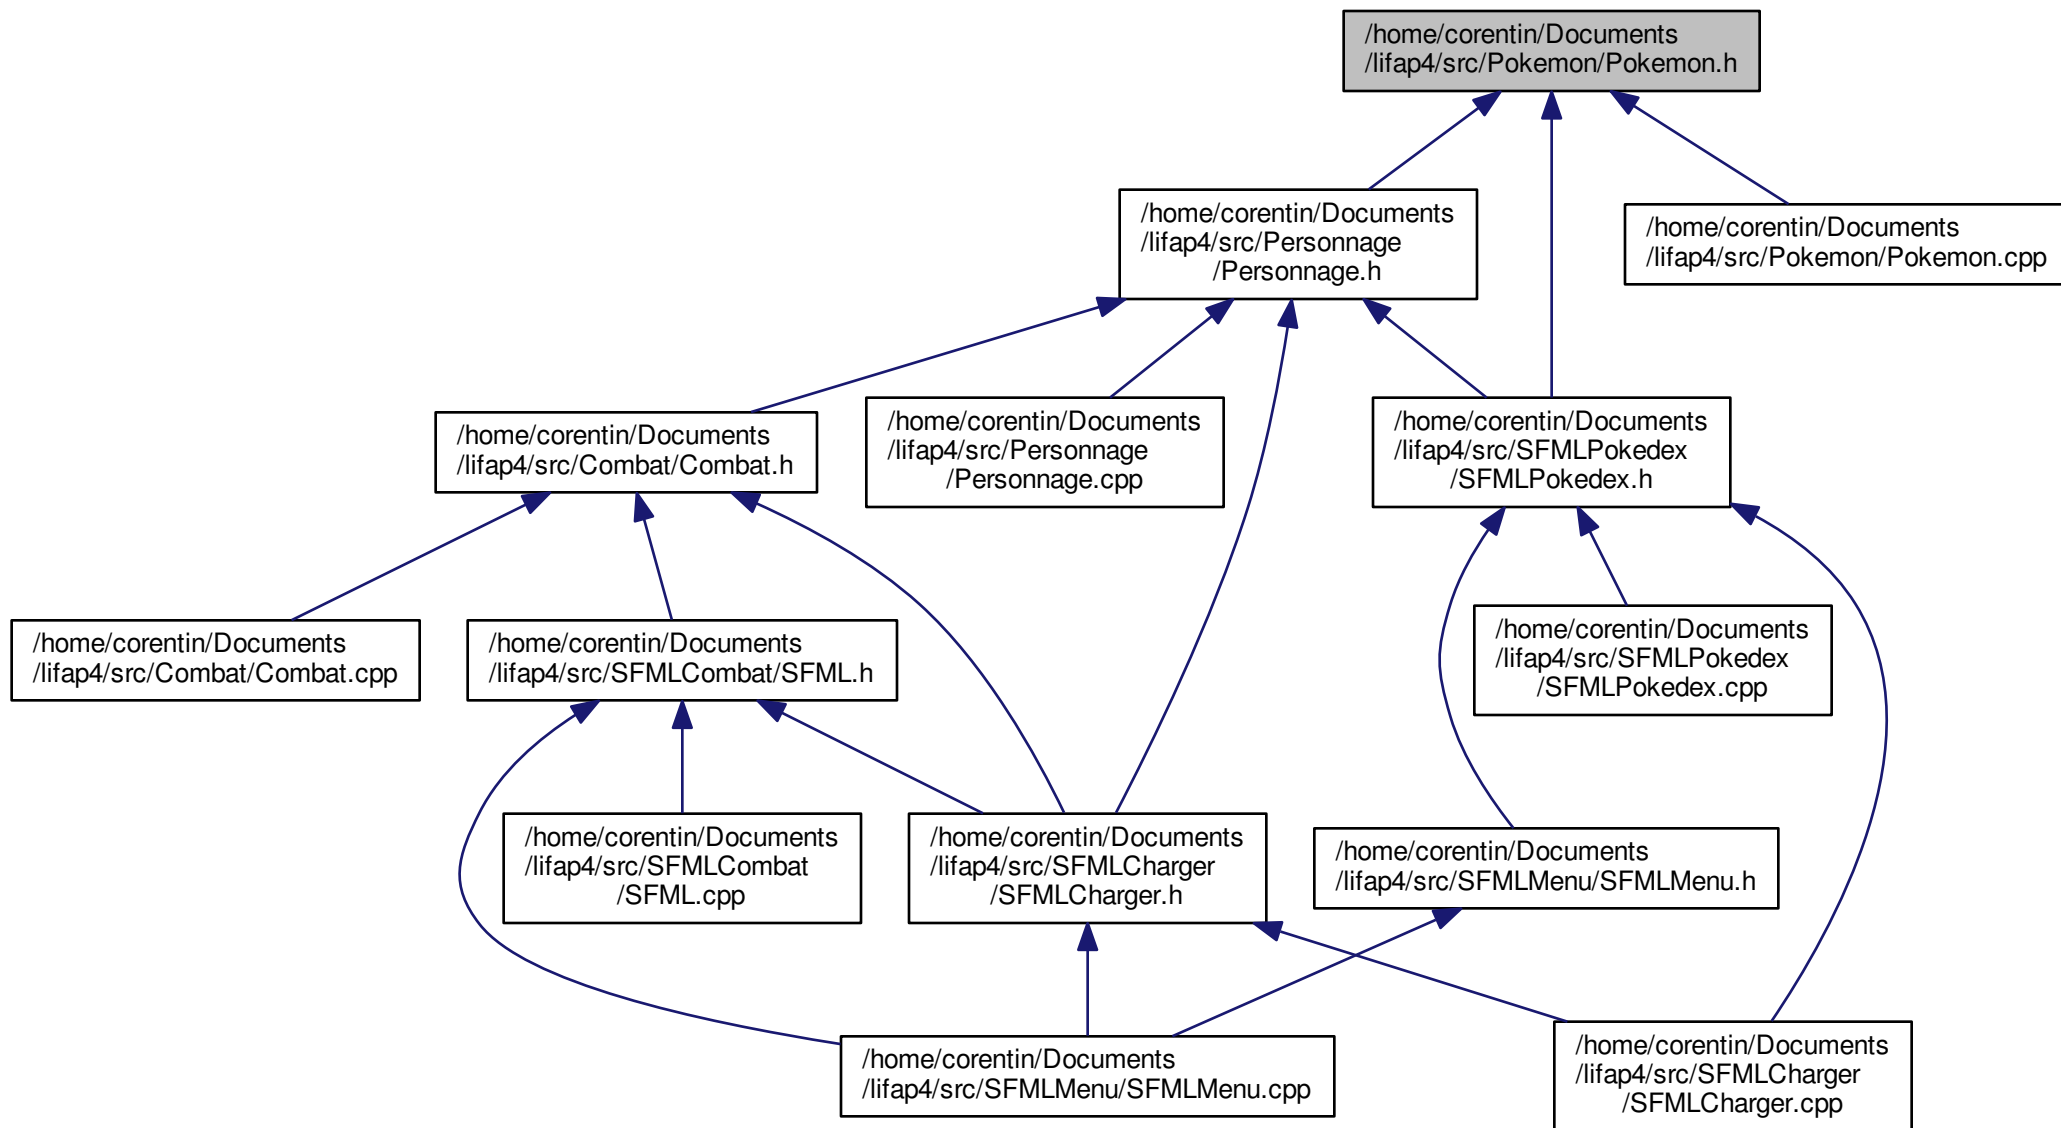 /home/corentin/Documents
/lifap4/src/Pokemon/Pokemon.h
/home/corentin/Documents
/lifap4/src/Personnage
/Personnage.h
/home/corentin/Documents
/lifap4/src/Pokemon/Pokemon.cpp
/home/corentin/Documents
/lifap4/src/Combat/Combat.h
/home/corentin/Documents
/lifap4/src/Personnage
/Personnage.cpp
/home/corentin/Documents
/lifap4/src/SFMLPokedex
/SFMLPokedex.h
/home/corentin/Documents
/lifap4/src/Combat/Combat.cpp
/home/corentin/Documents
/lifap4/src/SFMLCombat/SFML.h
/home/corentin/Documents
/lifap4/src/SFMLPokedex
/SFMLPokedex.cpp
/home/corentin/Documents
/lifap4/src/SFMLCombat
/SFML.cpp
/home/corentin/Documents
/lifap4/src/SFMLCharger
/SFMLCharger.h
/home/corentin/Documents
/lifap4/src/SFMLMenu/SFMLMenu.h
/home/corentin/Documents
/lifap4/src/SFMLMenu/SFMLMenu.cpp
/home/corentin/Documents
/lifap4/src/SFMLCharger
/SFMLCharger.cpp